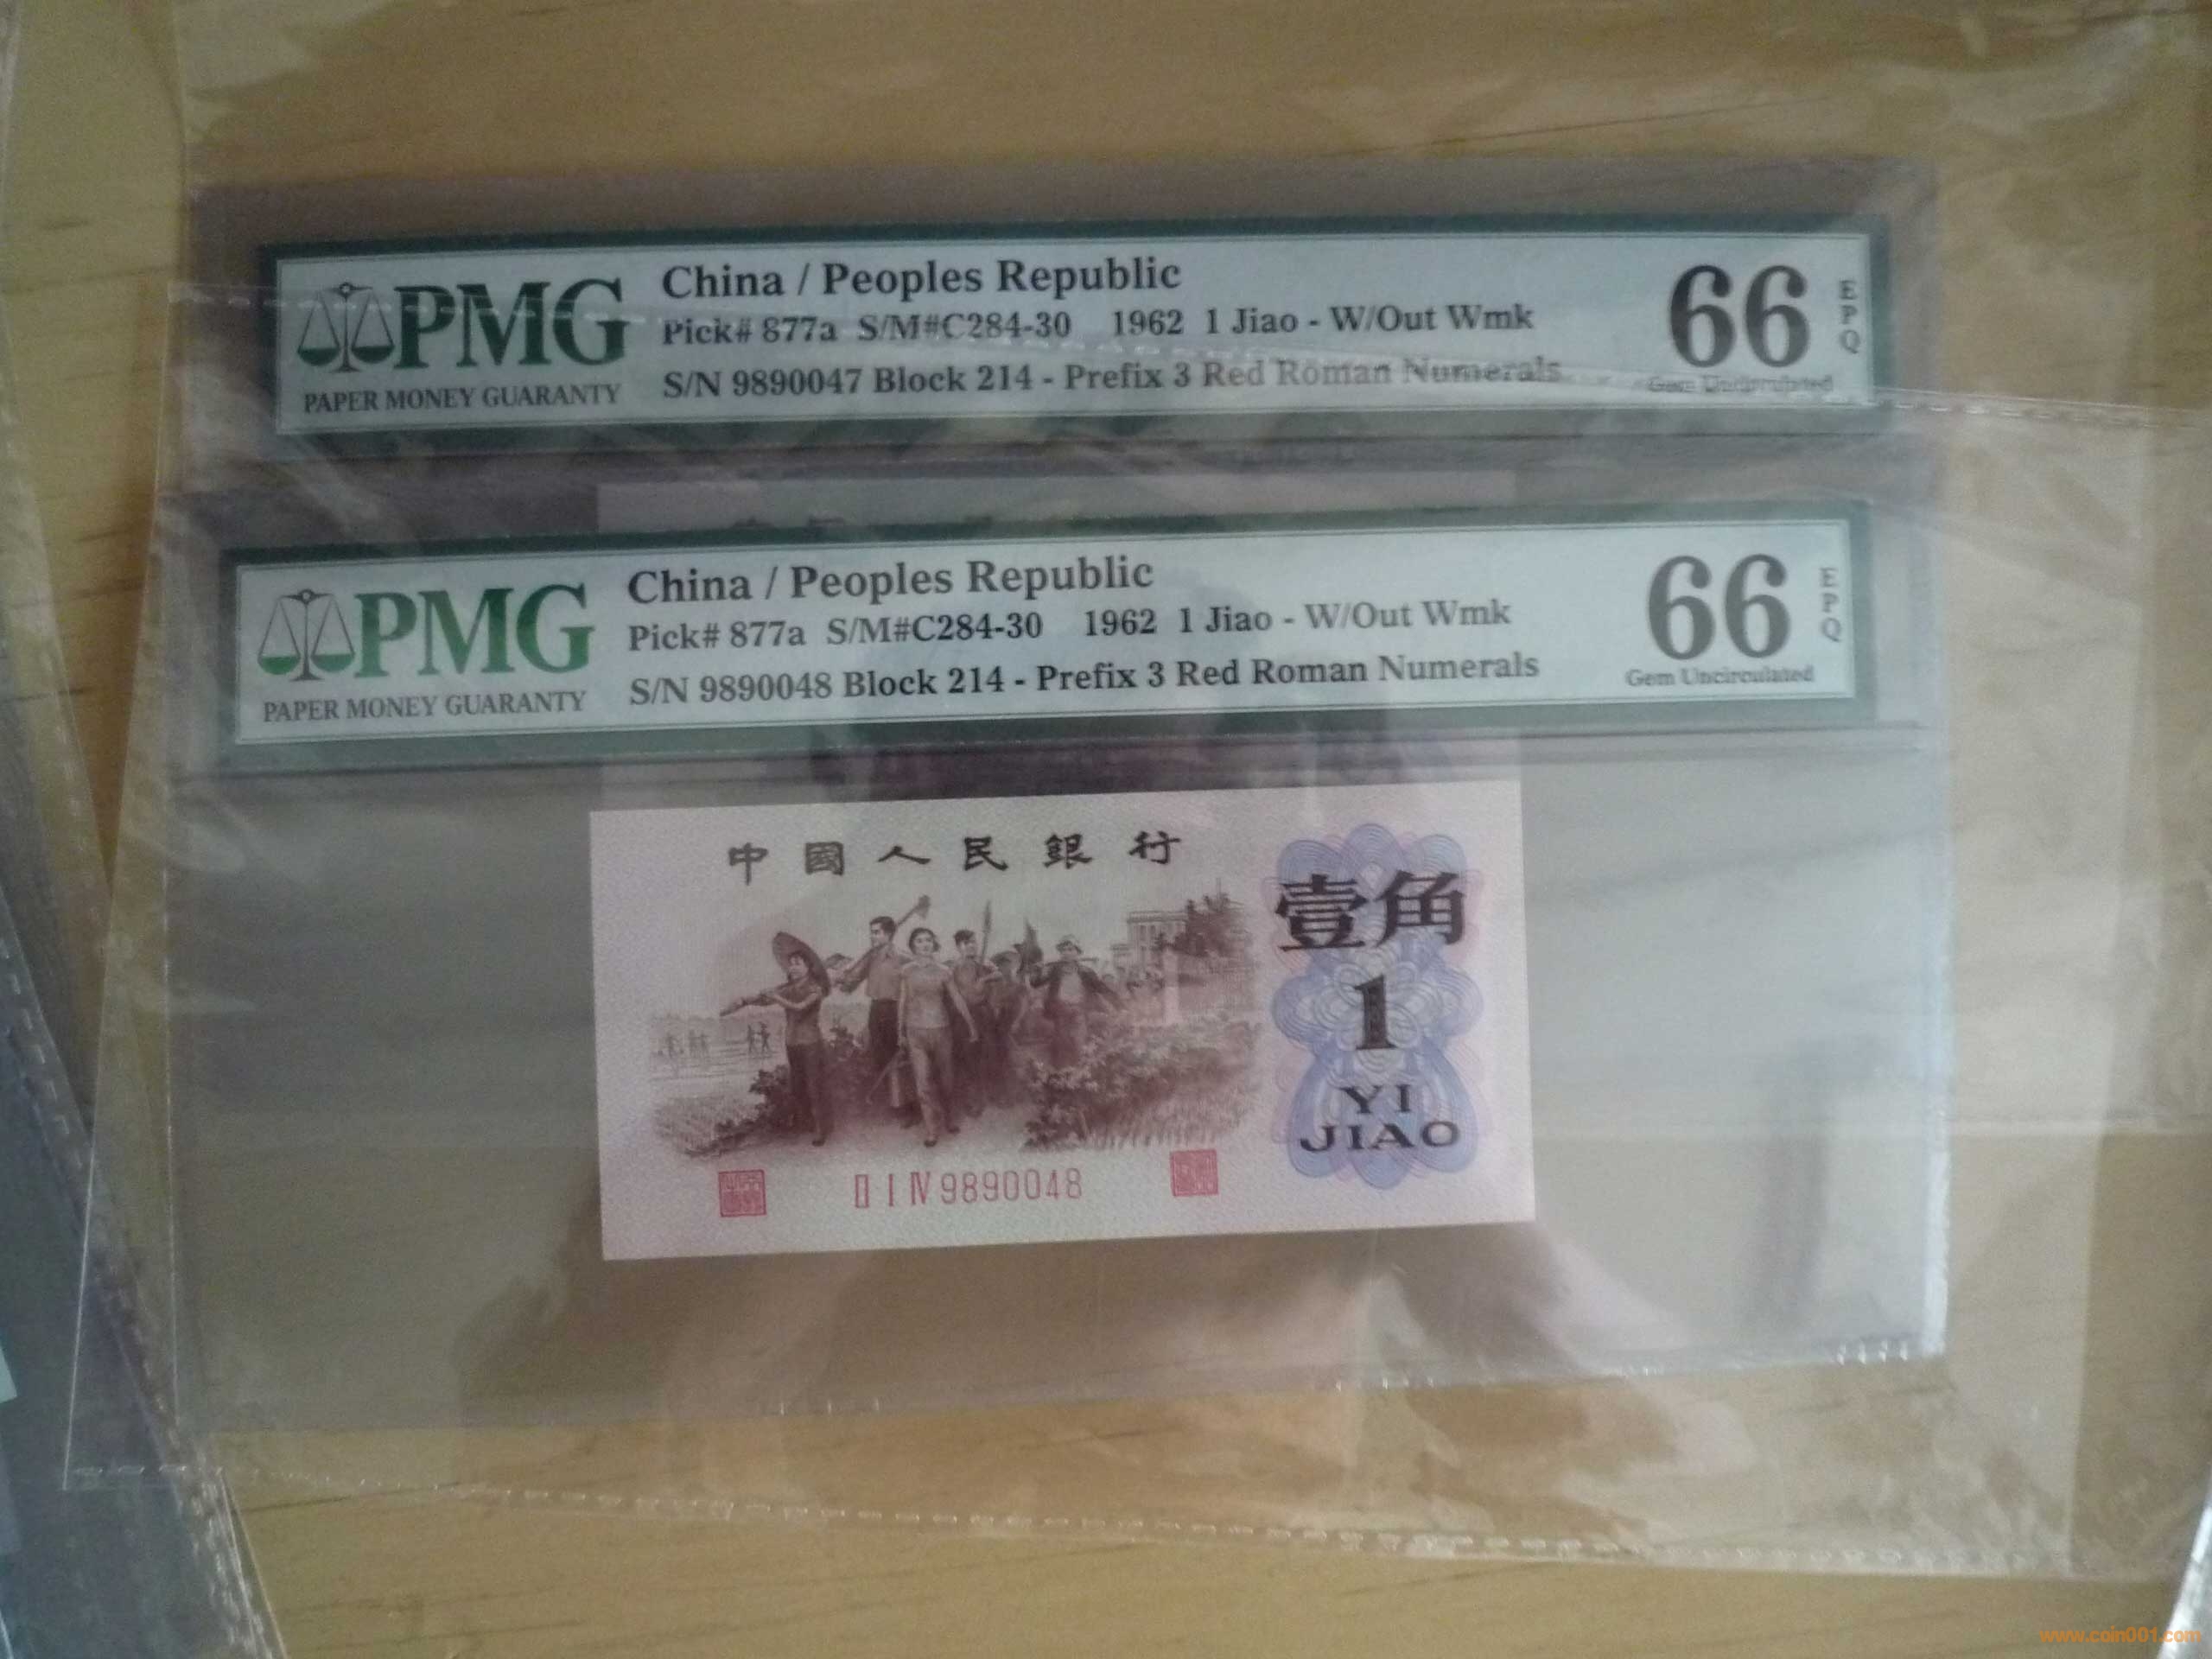 PMG
PAPER MONEY GUARANTY
China / Peoples Republic
Pick# 877a S/M#C284-30 1962 1 Jiao - W/Out Wmk
S/N 9890047 Block 214 - Prefix 3 Red Roman Numerals
66
EPQ
Gem Uncirculated
PMG
PAPER MONEY GUARANTY
China / Peoples Republic
Pick# 877a S/M#C284-30 1962 1 Jiao - W/Out Wmk
S/N 9890048 Block 214 - Prefix 3 Red Roman Numerals
66
EPQ
Gem Uncirculated
中國人民銀行
壹角
1
YI
JIAO
II I IV 9890048
www.coin001.com